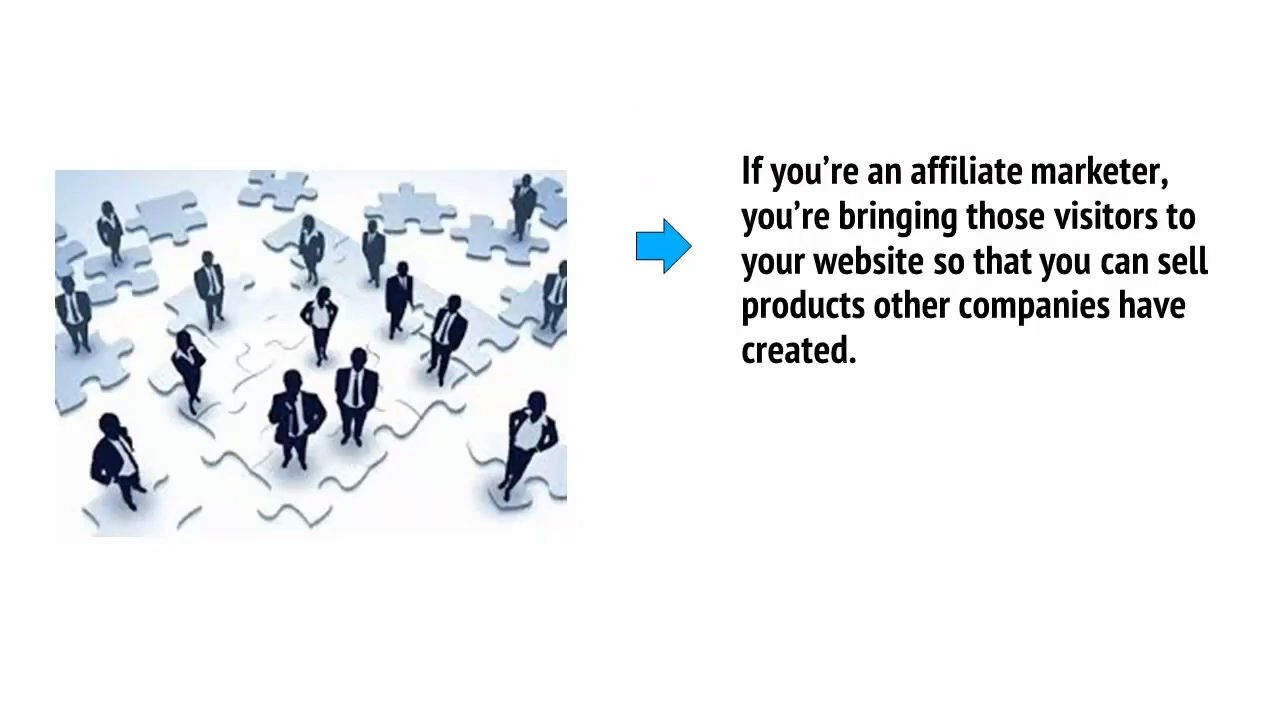 If you’re an affiliate marketer,
you’re bringing those visitors to
your website so that you can sell
products other companies have
created.